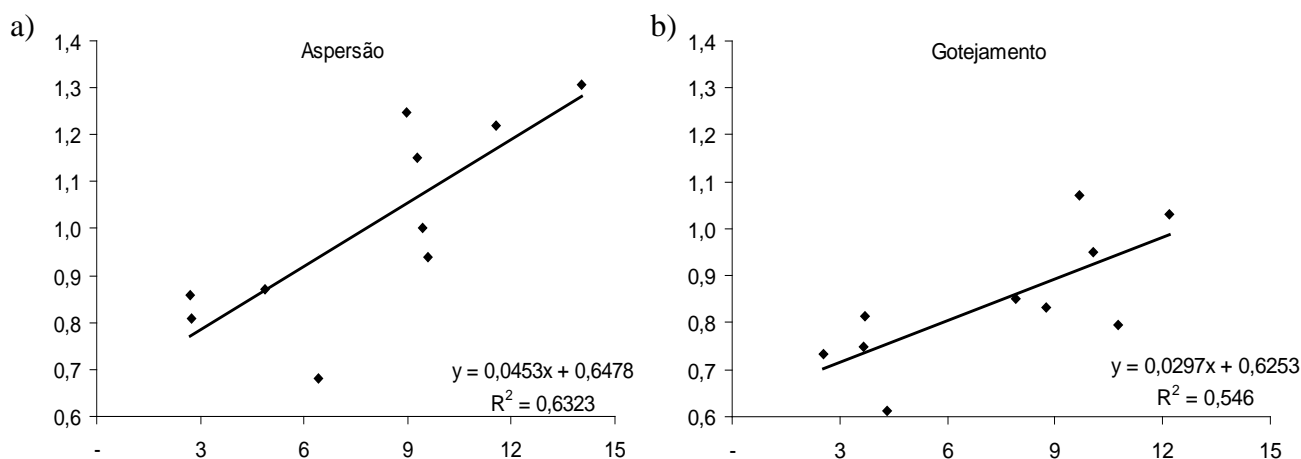 a)
Aspersão
1,4
1,3
1,2
1,1
1,0
0,9
0,8
0,7
0,6
y = 0,0453x + 0,6478
R² = 0,6323
- 3 6 9 12 15
b)
Gotejamento
1,4
1,3
1,2
1,1
1,0
0,9
0,8
0,7
0,6
y = 0,0297x + 0,6253
R² = 0,546
- 3 6 9 12 15